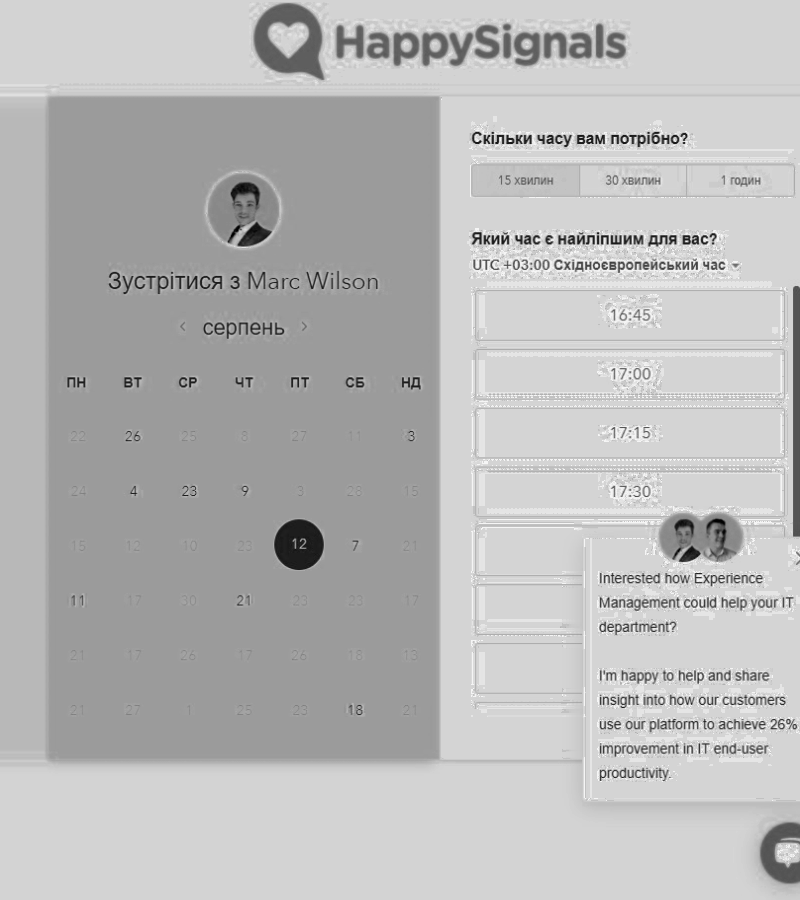 HappySignals
Зустрітися з Marc Wilson
серпень
ПН ВТ СР ЧТ ПТ СБ НД
22 26 25 8 27 11 3
24 4 23 9 3 28 15
15 12 10 23 12 7 21
11 17 30 21 23 23 17
21 17 26 17 26 18 13
21 27 1 25 23 18 21
Скільки часу вам потрібно?
15 хвилин 30 хвилин 1 годин
Який час є найліпшим для вас?
UTC +03:00 Східноєвропейський час
16:45
17:00
17:15
17:30
Interested how Experience
Management could help your IT
department?
I'm happy to help and share
insight into how our customers
use our platform to achieve 26%
improvement in IT end-user
productivity.